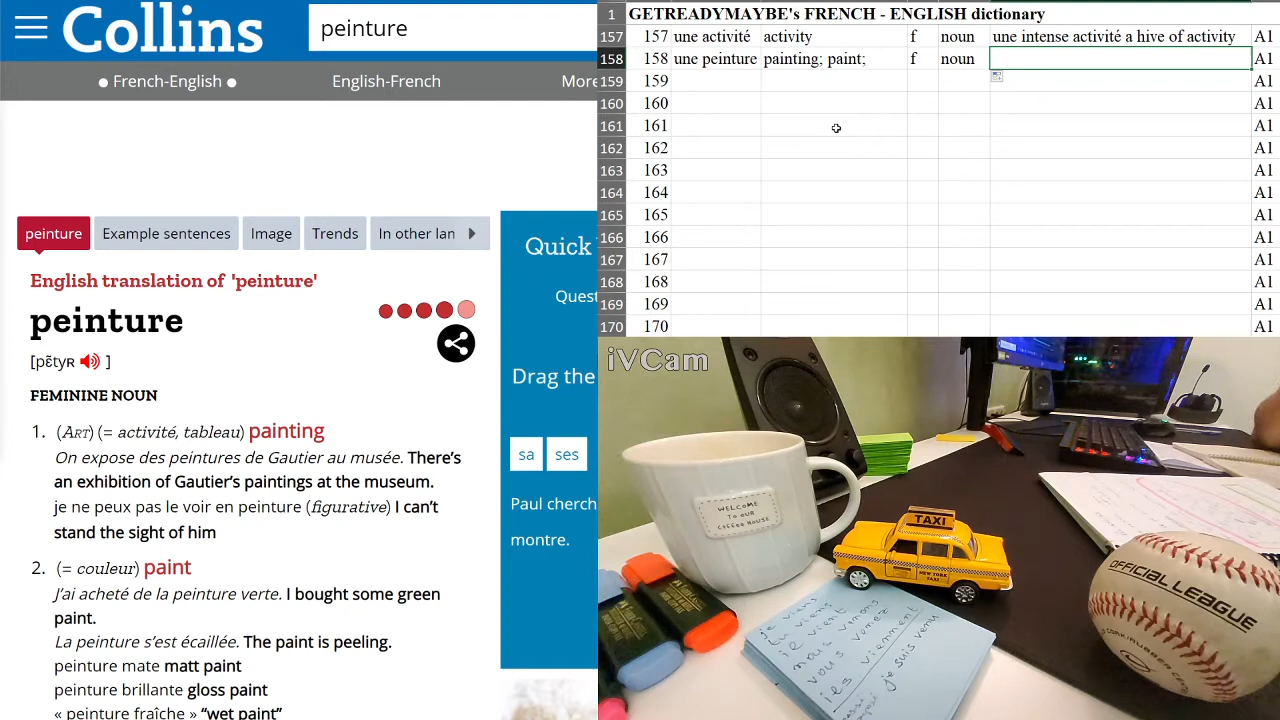 Collins
peinture
French-English
English-French
More
peinture
Example sentences
Image
Trends
In other lan
English translation of 'peinture'
peinture
[pɛ̃tyʀ ]
FEMININE NOUN
1. (ART) (= activité, tableau) painting
On expose des peintures de Gautier au musée. There's
an exhibition of Gautier's paintings at the museum.
je ne peux pas le voir en peinture (figurative) I can't
stand the sight of him
2. (= couleur) paint
J'ai acheté de la peinture verte. I bought some green
paint.
La peinture s'est écaillée. The paint is peeling.
peinture mate matt paint
peinture brillante gloss paint
« peinture fraîche » “wet paint”
Quick
Quest
Drag the
sa
ses
Paul cherch
montre.
1 GETREADYMAYBE's FRENCH - ENGLISH dictionary
157 157 une activité activity f noun une intense activité a hive of activity A1
158 158 une peinture painting; paint; f noun A1
159 159 A1
160 160 A1
161 161 A1
162 162 A1
163 163 A1
164 164 A1
165 165 A1
166 166 A1
167 167 A1
168 168 A1
169 169 A1
170 170 A1
iVCam
WELCOME
TO OUR
COFFEE HOUSE
TAXI
NEW YORK
TAXI
je viens
tu viens
il vient
nous venons
vous venez
ils viennent
je suis venu
OFFICIAL LEAGUE
CORK/RUBBER